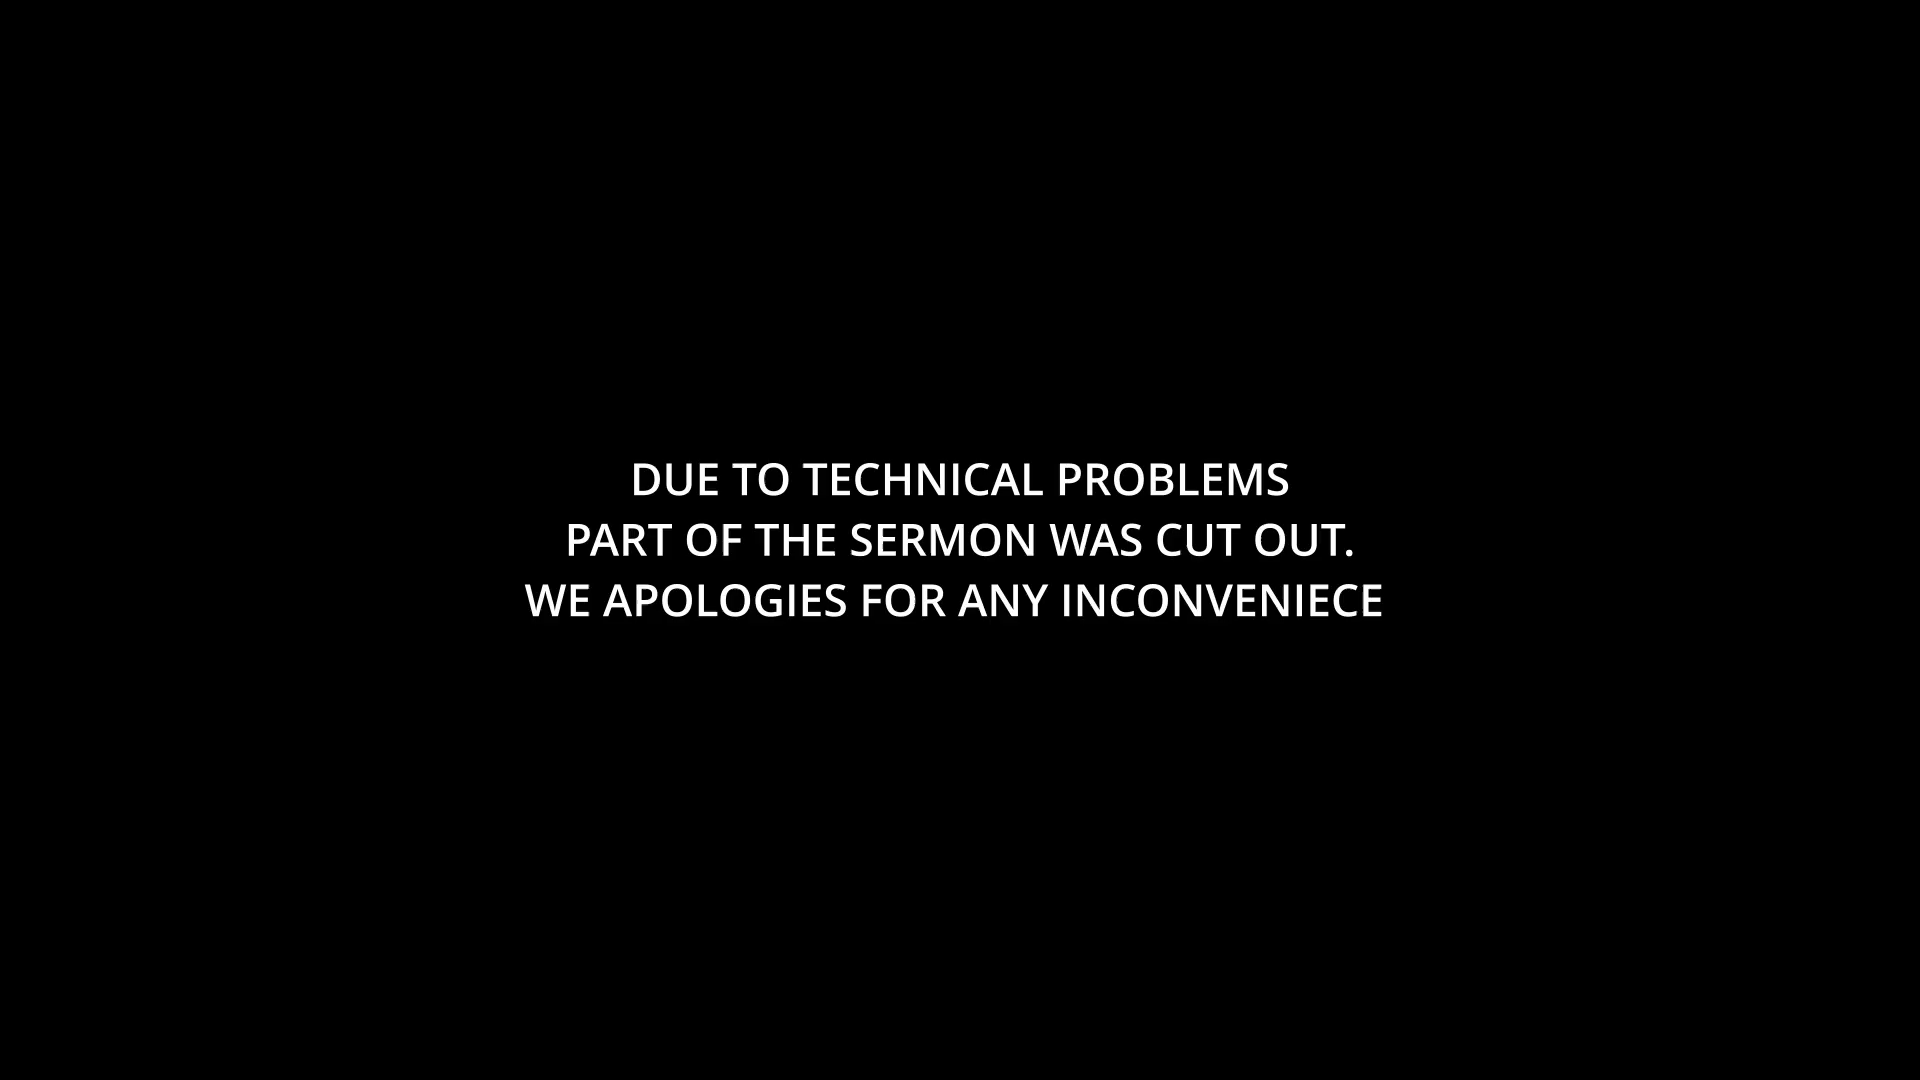 DUE TO TECHNICAL PROBLEMS
PART OF THE SERMON WAS CUT OUT.
WE APOLOGIES FOR ANY INCONVENIECE